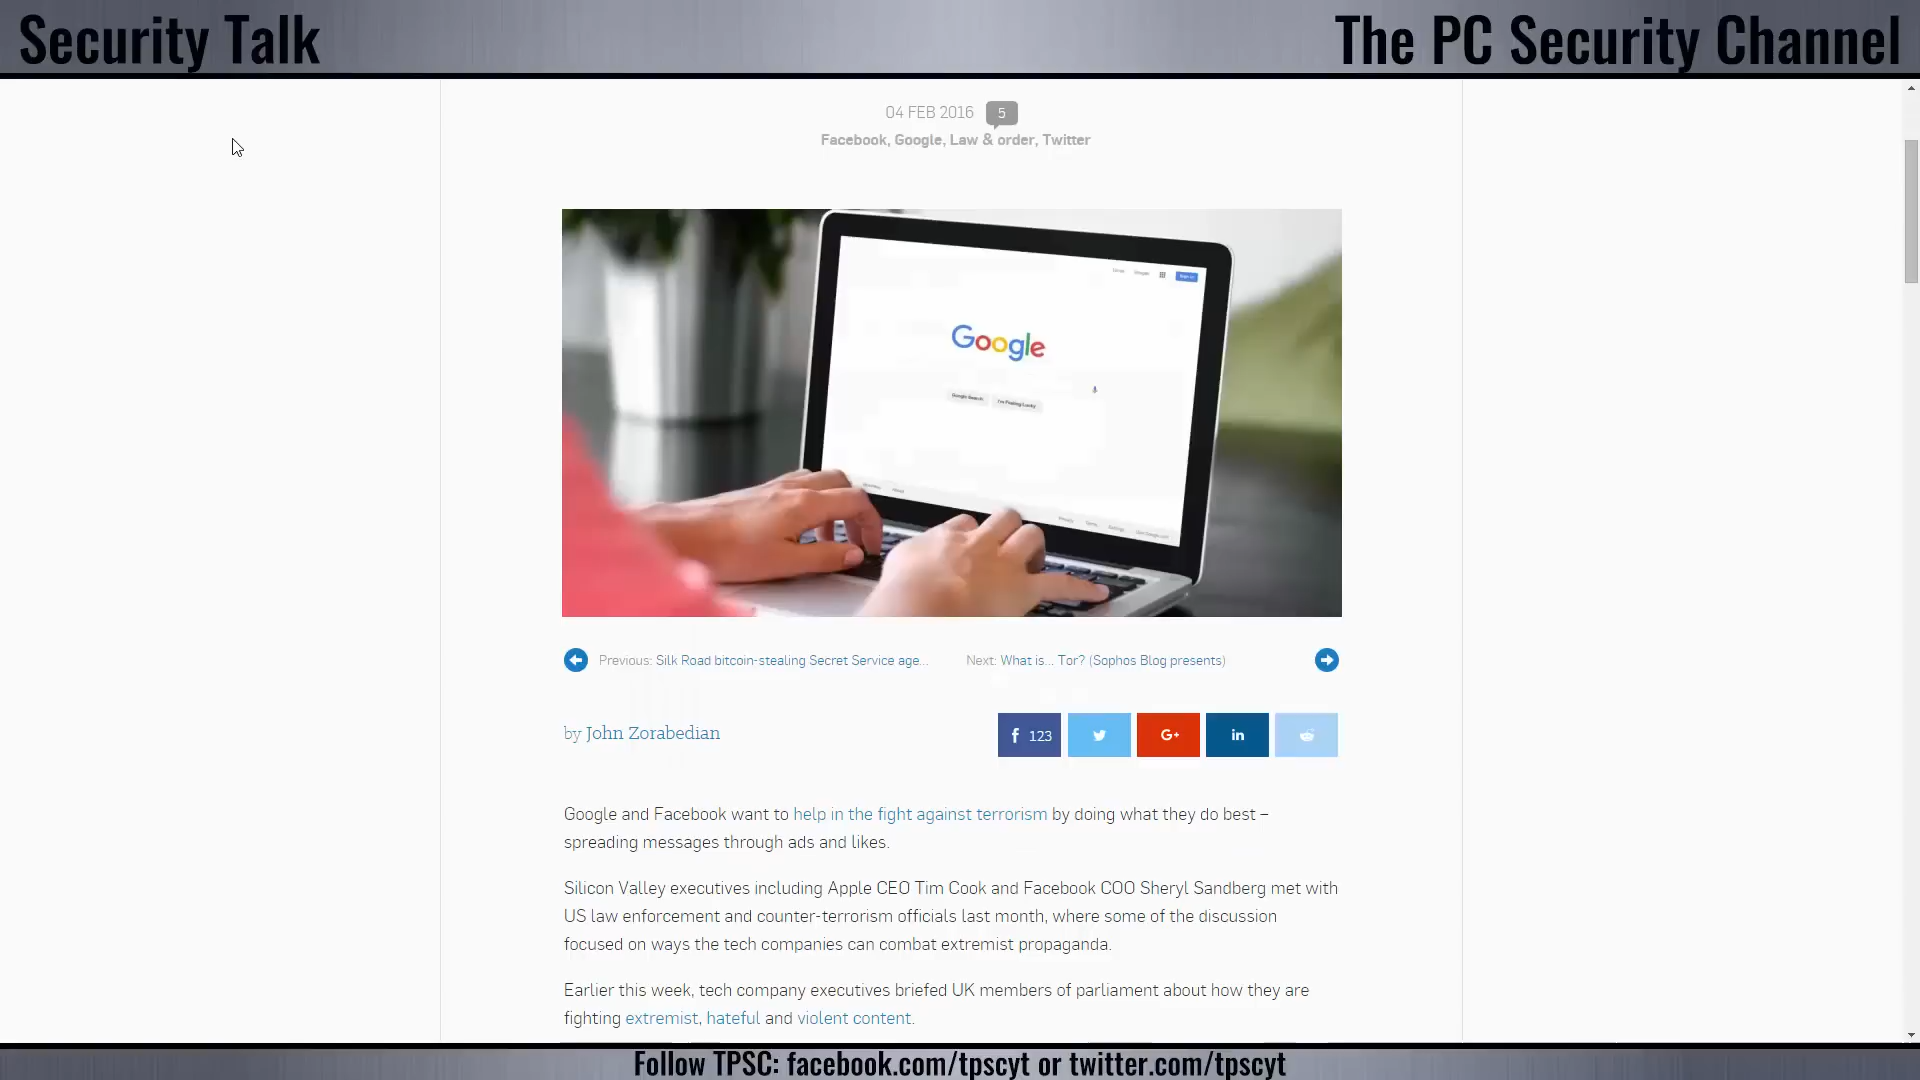 Security Talk
The PC Security Channel
04 FEB 2016 5
Facebook, Google, Law & order, Twitter
Google
Google Search I'm Feeling Lucky
Previous: Silk Road bitcoin-stealing Secret Service age... Next: What is... Tor? (Sophos Blog presents)
by John Zorabedian
f 123 G+ in
Google and Facebook want to help in the fight against terrorism by doing what they do best –
spreading messages through ads and likes.
Silicon Valley executives including Apple CEO Tim Cook and Facebook COO Sheryl Sandberg met with
US law enforcement and counter-terrorism officials last month, where some of the discussion
focused on ways the tech companies can combat extremist propaganda.
Earlier this week, tech company executives briefed UK members of parliament about how they are
fighting extremist, hateful and violent content.
Follow TPSC: facebook.com/tpscyt or twitter.com/tpscyt